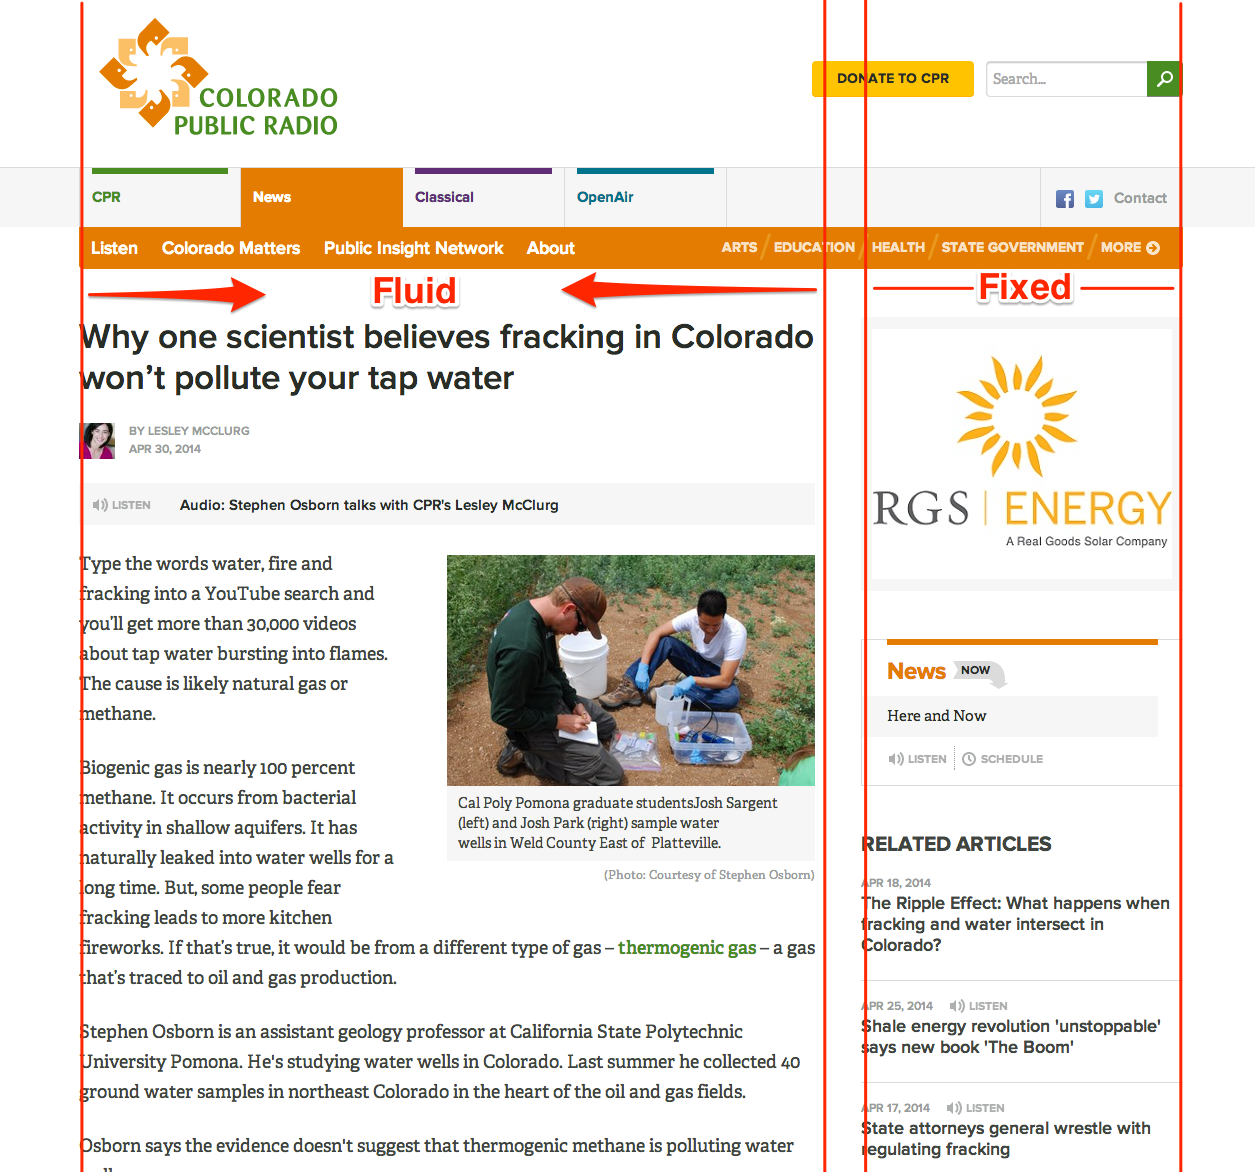 COLORADO
PUBLIC RADIO
DONATE TO CPR
Search...
CPR
News
Classical
OpenAir
Contact
Listen
Colorado Matters
Public Insight Network
About
ARTS / EDUCATION / HEALTH / STATE GOVERNMENT / MORE
Fluid
Fixed
Why one scientist believes fracking in Colorado
won’t pollute your tap water
BY LESLEY MCCLURG
APR 30, 2014
LISTEN
Audio: Stephen Osborn talks with CPR's Lesley McClurg
Type the words water, fire and
fracking into a YouTube search and
you’ll get more than 30,000 videos
about tap water bursting into flames.
The cause is likely natural gas or
methane.
Biogenic gas is nearly 100 percent
methane. It occurs from bacterial
activity in shallow aquifers. It has
naturally leaked into water wells for a
long time. But, some people fear
fracking leads to more kitchen
fireworks. If that’s true, it would be from a different type of gas – thermogenic gas – a gas
that’s traced to oil and gas production.
Cal Poly Pomona graduate studentsJosh Sargent
(left) and Josh Park (right) sample water
wells in Weld County East of Platteville.
(Photo: Courtesy of Stephen Osborn)
Stephen Osborn is an assistant geology professor at California State Polytechnic
University Pomona. He's studying water wells in Colorado. Last summer he collected 40
ground water samples in northeast Colorado in the heart of the oil and gas fields.
Osborn says the evidence doesn't suggest that thermogenic methane is polluting water
RGS | ENERGY
A Real Goods Solar Company
News NOW
Here and Now
LISTEN
SCHEDULE
RELATED ARTICLES
APR 18, 2014
The Ripple Effect: What happens when
fracking and water intersect in
Colorado?
APR 25, 2014 LISTEN
Shale energy revolution 'unstoppable'
says new book 'The Boom'
APR 17, 2014 LISTEN
State attorneys general wrestle with
regulating fracking